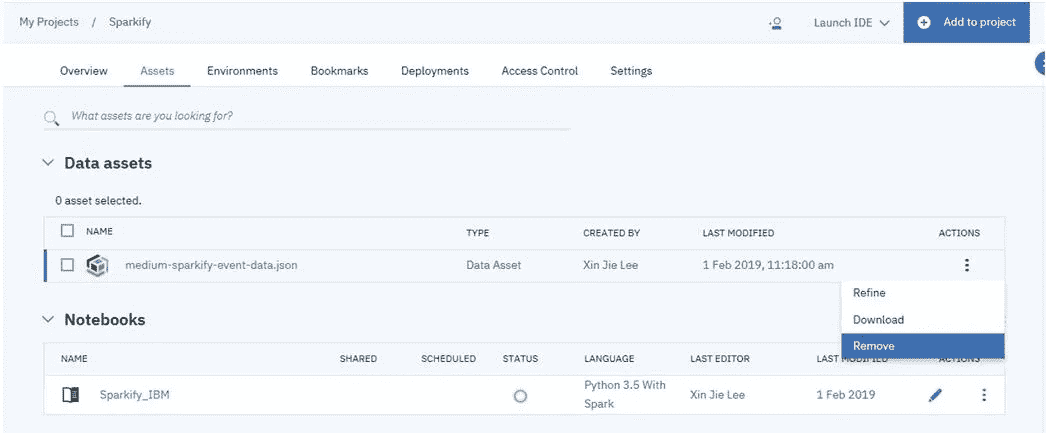 My Projects / Sparkify
Launch IDE
Add to project
Overview Assets Environments Bookmarks Deployments Access Control Settings
What assets are you looking for?
Data assets
0 asset selected.
NAME TYPE CREATED BY LAST MODIFIED ACTIONS
medium-sparkify-event-data.json Data Asset Xin Jie Lee 1 Feb 2019, 11:18:00 am
Refine
Download
Remove
Notebooks
NAME SHARED SCHEDULED STATUS LANGUAGE LAST EDITOR LAST MODIFIED ACTIONS
Sparkify_IBM Python 3.5 With Spark Xin Jie Lee 1 Feb 2019